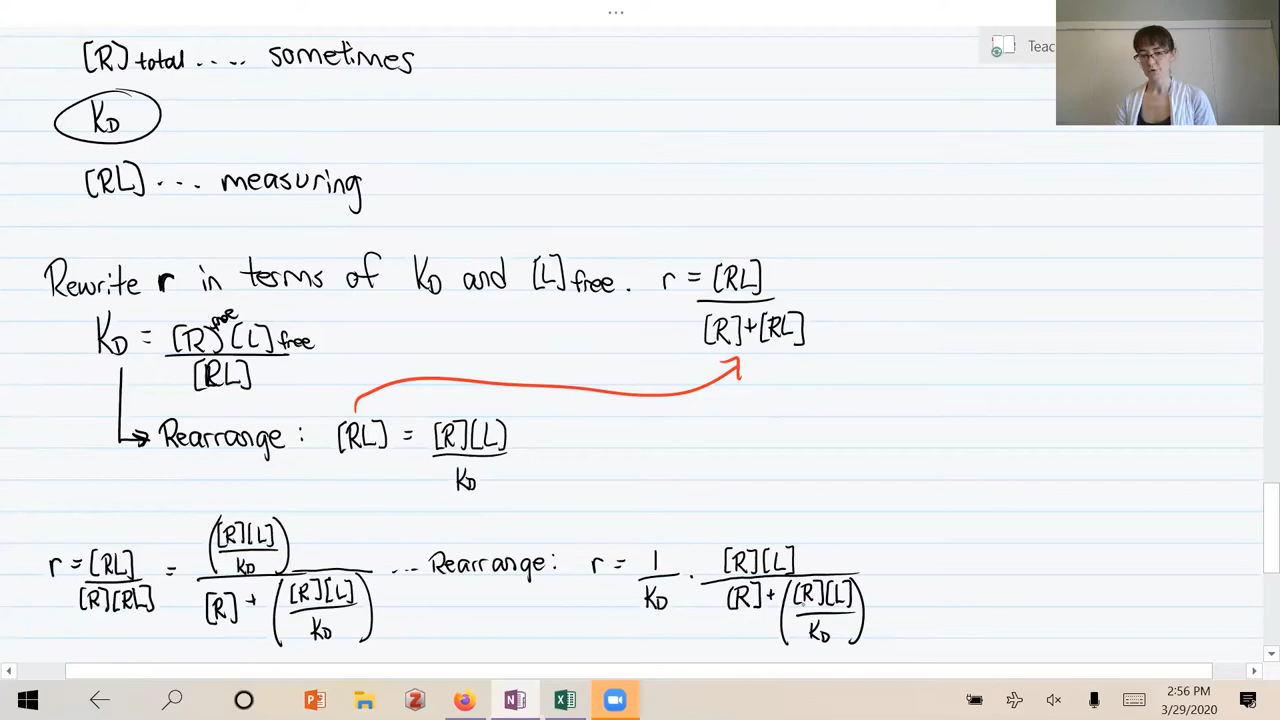 [R] total .... sometimes
Teac
KD
[RL] ... measuring
Rewrite r in terms of KD and [L] free. r = [RL] / [R]+[RL]
KD = [R]free [L]free / [RL]
Rearrange: [RL] = [R][L] / KD
r = [RL] / [R][RL] = ([R][L] / KD) / [R] + ([R][L] / KD) ... Rearrange: r = 1 / KD · [R][L] / [R]+ ([R][L] / KD)
2:56 PM
3/29/2020